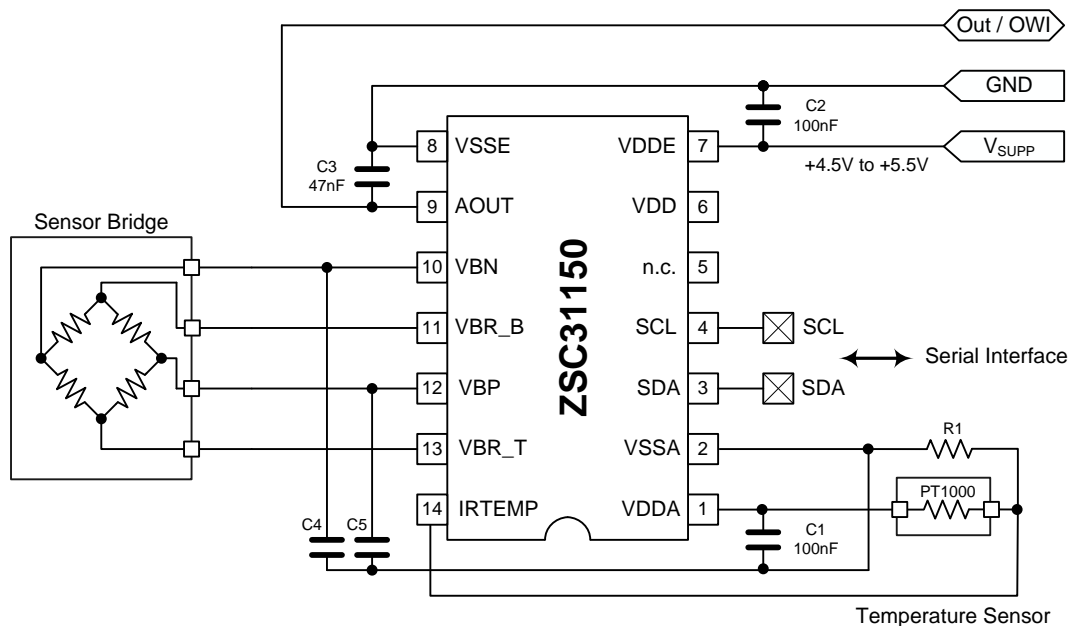 Out / OWI
GND
C2
100nF
V_SUPP
+4.5V to +5.5V
8 VSSE
VDDE 7
C3
47nF
9 AOUT
VDD 6
Sensor Bridge
ZSC31150
10 VBN
n.c. 5
11 VBR_B
SCL 4
SCL
Serial Interface
12 VBP
SDA 3
SDA
13 VBR_T
VSSA 2
R1
PT1000
14 IRTEMP
VDDA 1
C4
C5
C1
100nF
Temperature Sensor